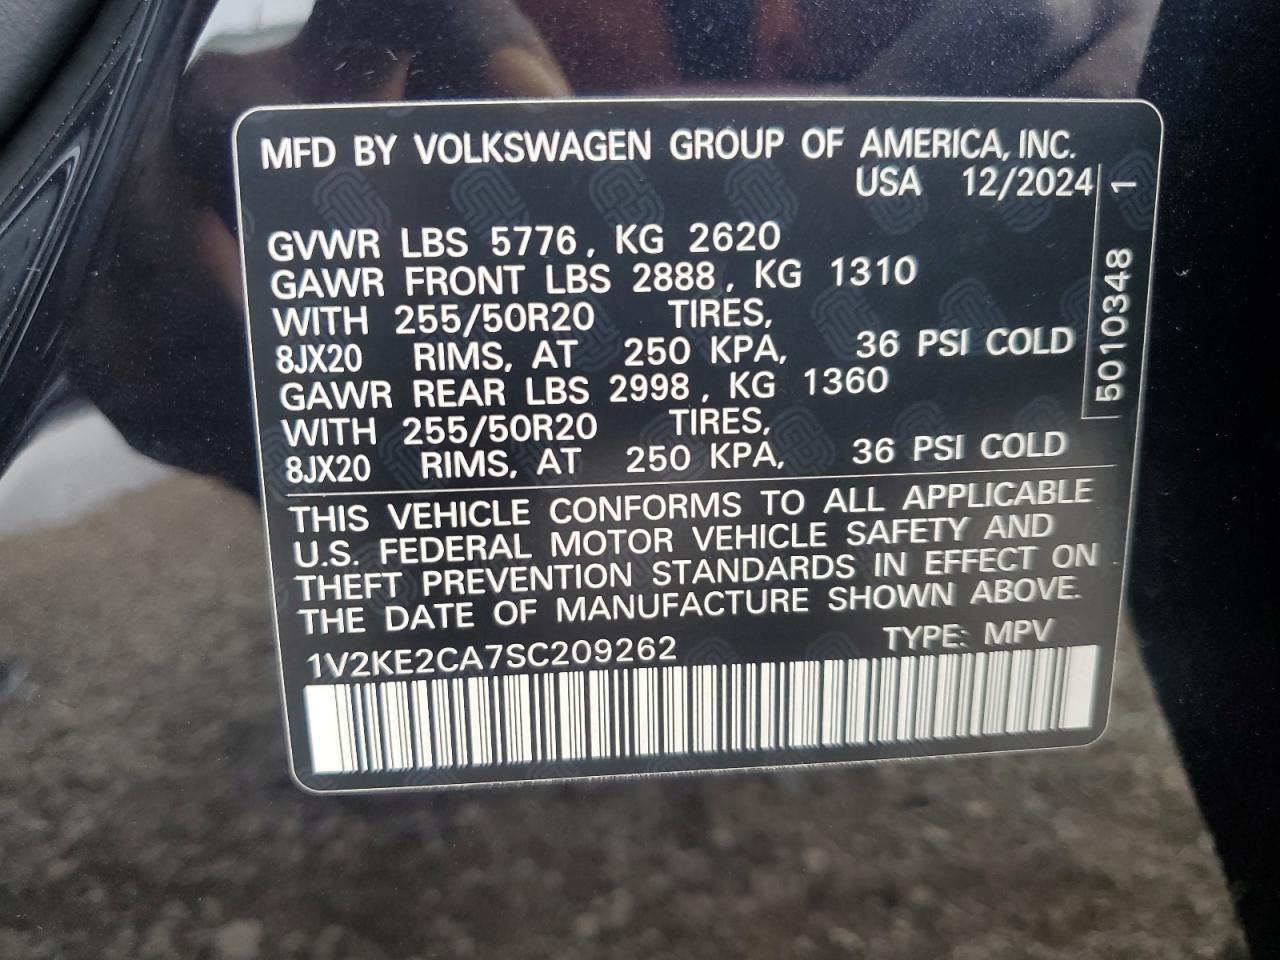 MFD BY VOLKSWAGEN GROUP OF AMERICA, INC.
USA 12/2024
GVWR LBS 5776, KG 2620
GAWR FRONT LBS 2888, KG 1310
WITH 255/50R20 TIRES,
8JX20 RIMS, AT 250 KPA, 36 PSI COLD
GAWR REAR LBS 2998, KG 1360
WITH 255/50R20 TIRES,
8JX20 RIMS, AT 250 KPA, 36 PSI COLD
5010348 1
THIS VEHICLE CONFORMS TO ALL APPLICABLE
U.S. FEDERAL MOTOR VEHICLE SAFETY AND
THEFT PREVENTION STANDARDS IN EFFECT ON
THE DATE OF MANUFACTURE SHOWN ABOVE.
1V2KE2CA7SC209262 TYPE: MPV